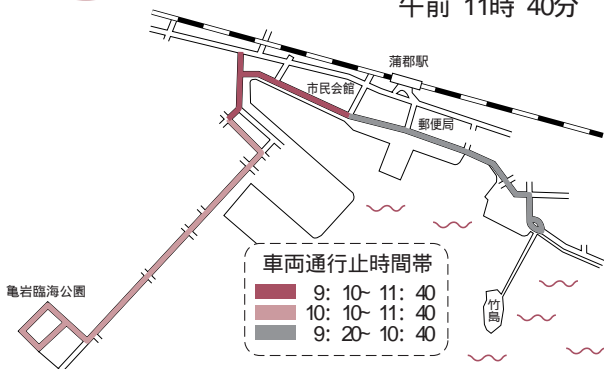 午前 11時 40分
蒲郡駅
市民会館
郵便局
車両通行止時間帯
9: 10~ 11: 40
10: 10~ 11: 40
9: 20~ 10: 40
亀岩臨海公園
竹島